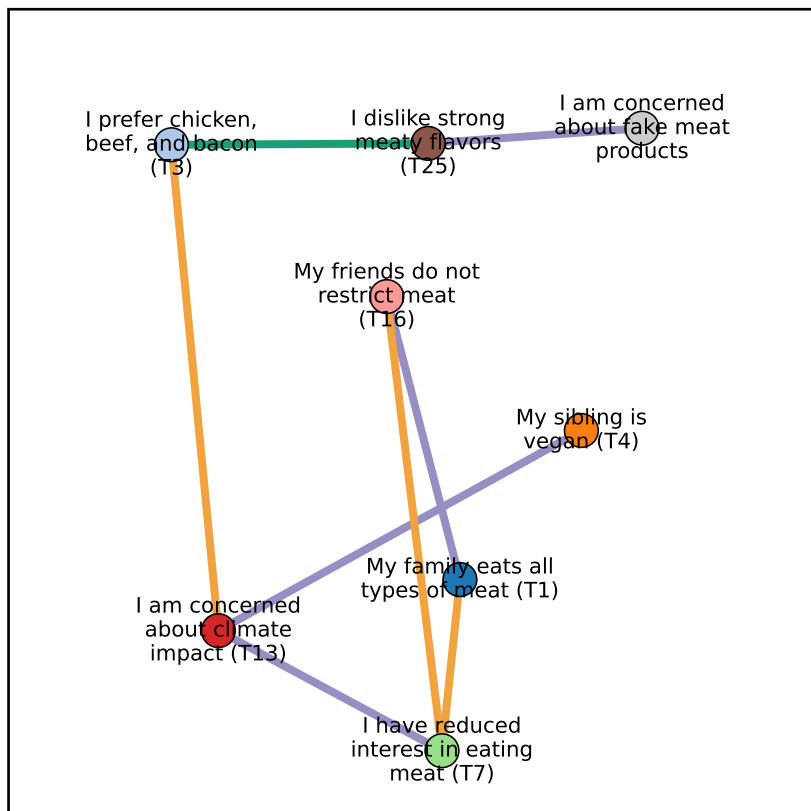 I prefer chicken,
beef, and bacon
(T3)
I dislike strong
meaty flavors
(T25)
I am concerned
about fake meat
products
My friends do not
restrict meat
(T16)
My sibling is
vegan (T4)
My family eats all
types of meat (T1)
I am concerned
about climate
impact (T13)
I have reduced
interest in eating
meat (T7)